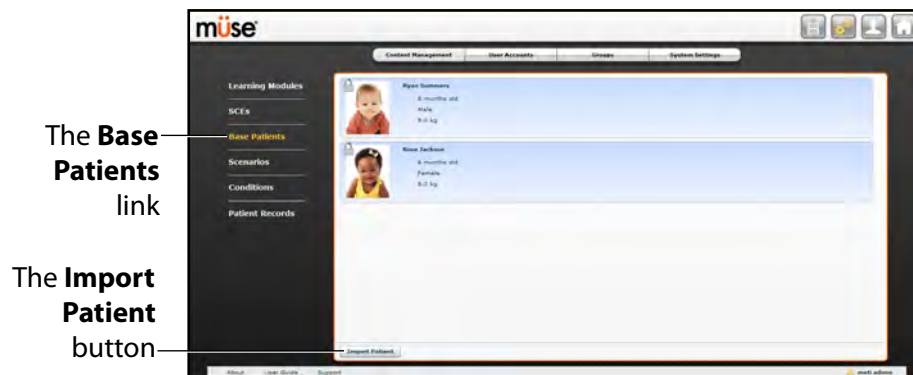 müse
Content Management
User Accounts
Groups
System Settings
Learning Modules
SCEs
Base Patients
Scenarios
Conditions
Patient Records
Ryan Summers
6 months old
Male
8.0 kg
Rose Jackson
6 months old
Female
8.0 kg
Import Patient
About
User Guide
Support
meti admin
The Base
Patients
link
The Import
Patient
button